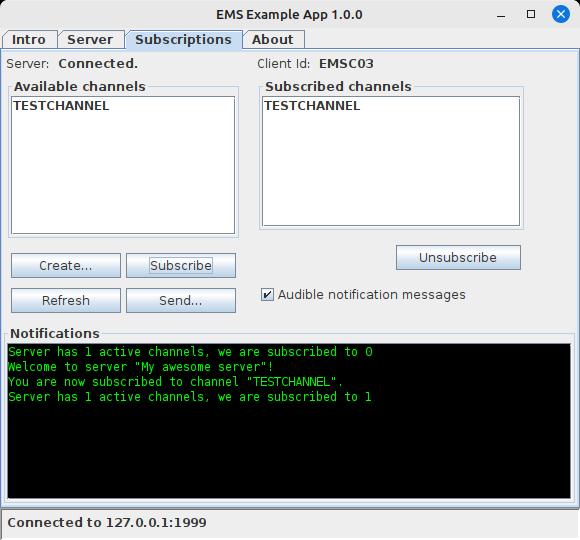 EMS Example App 1.0.0
Intro Server Subscriptions About
Server: Connected. Client Id: EMSC03
Available channels Subscribed channels
TESTCHANNEL TESTCHANNEL
Create... Subscribe Unsubscribe
Refresh Send... Audible notification messages
Notifications
Server has 1 active channels, we are subscribed to 0
Welcome to server "My awesome server"!
You are now subscribed to channel "TESTCHANNEL".
Server has 1 active channels, we are subscribed to 1
Connected to 127.0.0.1:1999